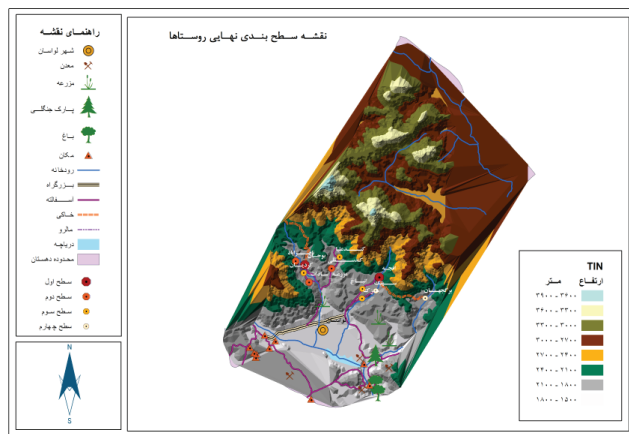 نقشه سطح بندی نهایی روستاها
راهنمای نقشه
شهر لواسان
معدن
مزرعه
پارک جنگلی
باغ
مکان
رودخانه
بزرگراه
آسفالته
خاکی
مالرو
دریاچه
محدوده دهستان
سطح اول
سطح دوم
سطح سوم
سطح چهارم
N
S
TIN
ارتفاع متر
۳۹۰۰ - ۳۶۰۰
۳۶۰۰ - ۳۳۰۰
۳۳۰۰ - ۳۰۰۰
۳۰۰۰ - ۲۷۰۰
۲۷۰۰ - ۲۴۰۰
۲۴۰۰ - ۲۱۰۰
۲۱۰۰ - ۱۸۰۰
۱۸۰۰ - ۱۵۰۰